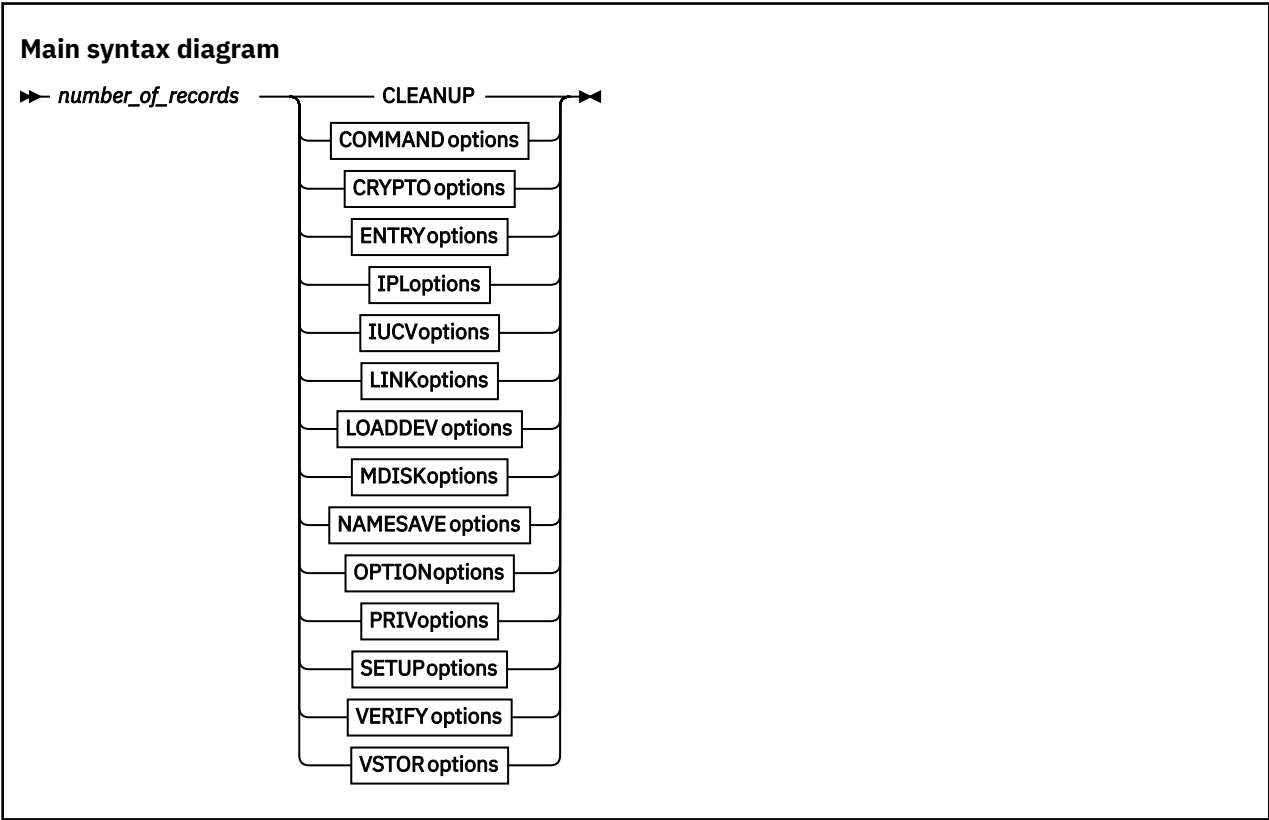 Main syntax diagram
number_of_records CLEANUP
COMMAND options
CRYPTO options
ENTRY options
IPL options
IUCV options
LINK options
LOADDEV options
MDISK options
NAMESAVE options
OPTION options
PRIV options
SETUP options
VERIFY options
VSTOR options